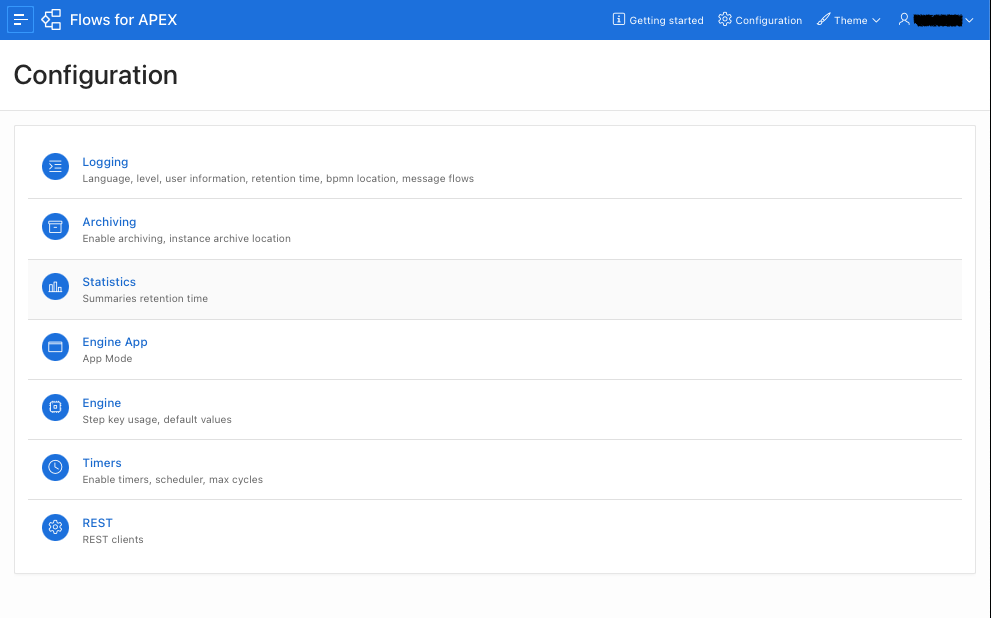 Flows for APEX
Getting started
Configuration
Theme
Configuration
Logging
Language, level, user information, retention time, bpmn location, message flows
Archiving
Enable archiving, instance archive location
Statistics
Summaries retention time
Engine App
App Mode
Engine
Step key usage, default values
Timers
Enable timers, scheduler, max cycles
REST
REST clients